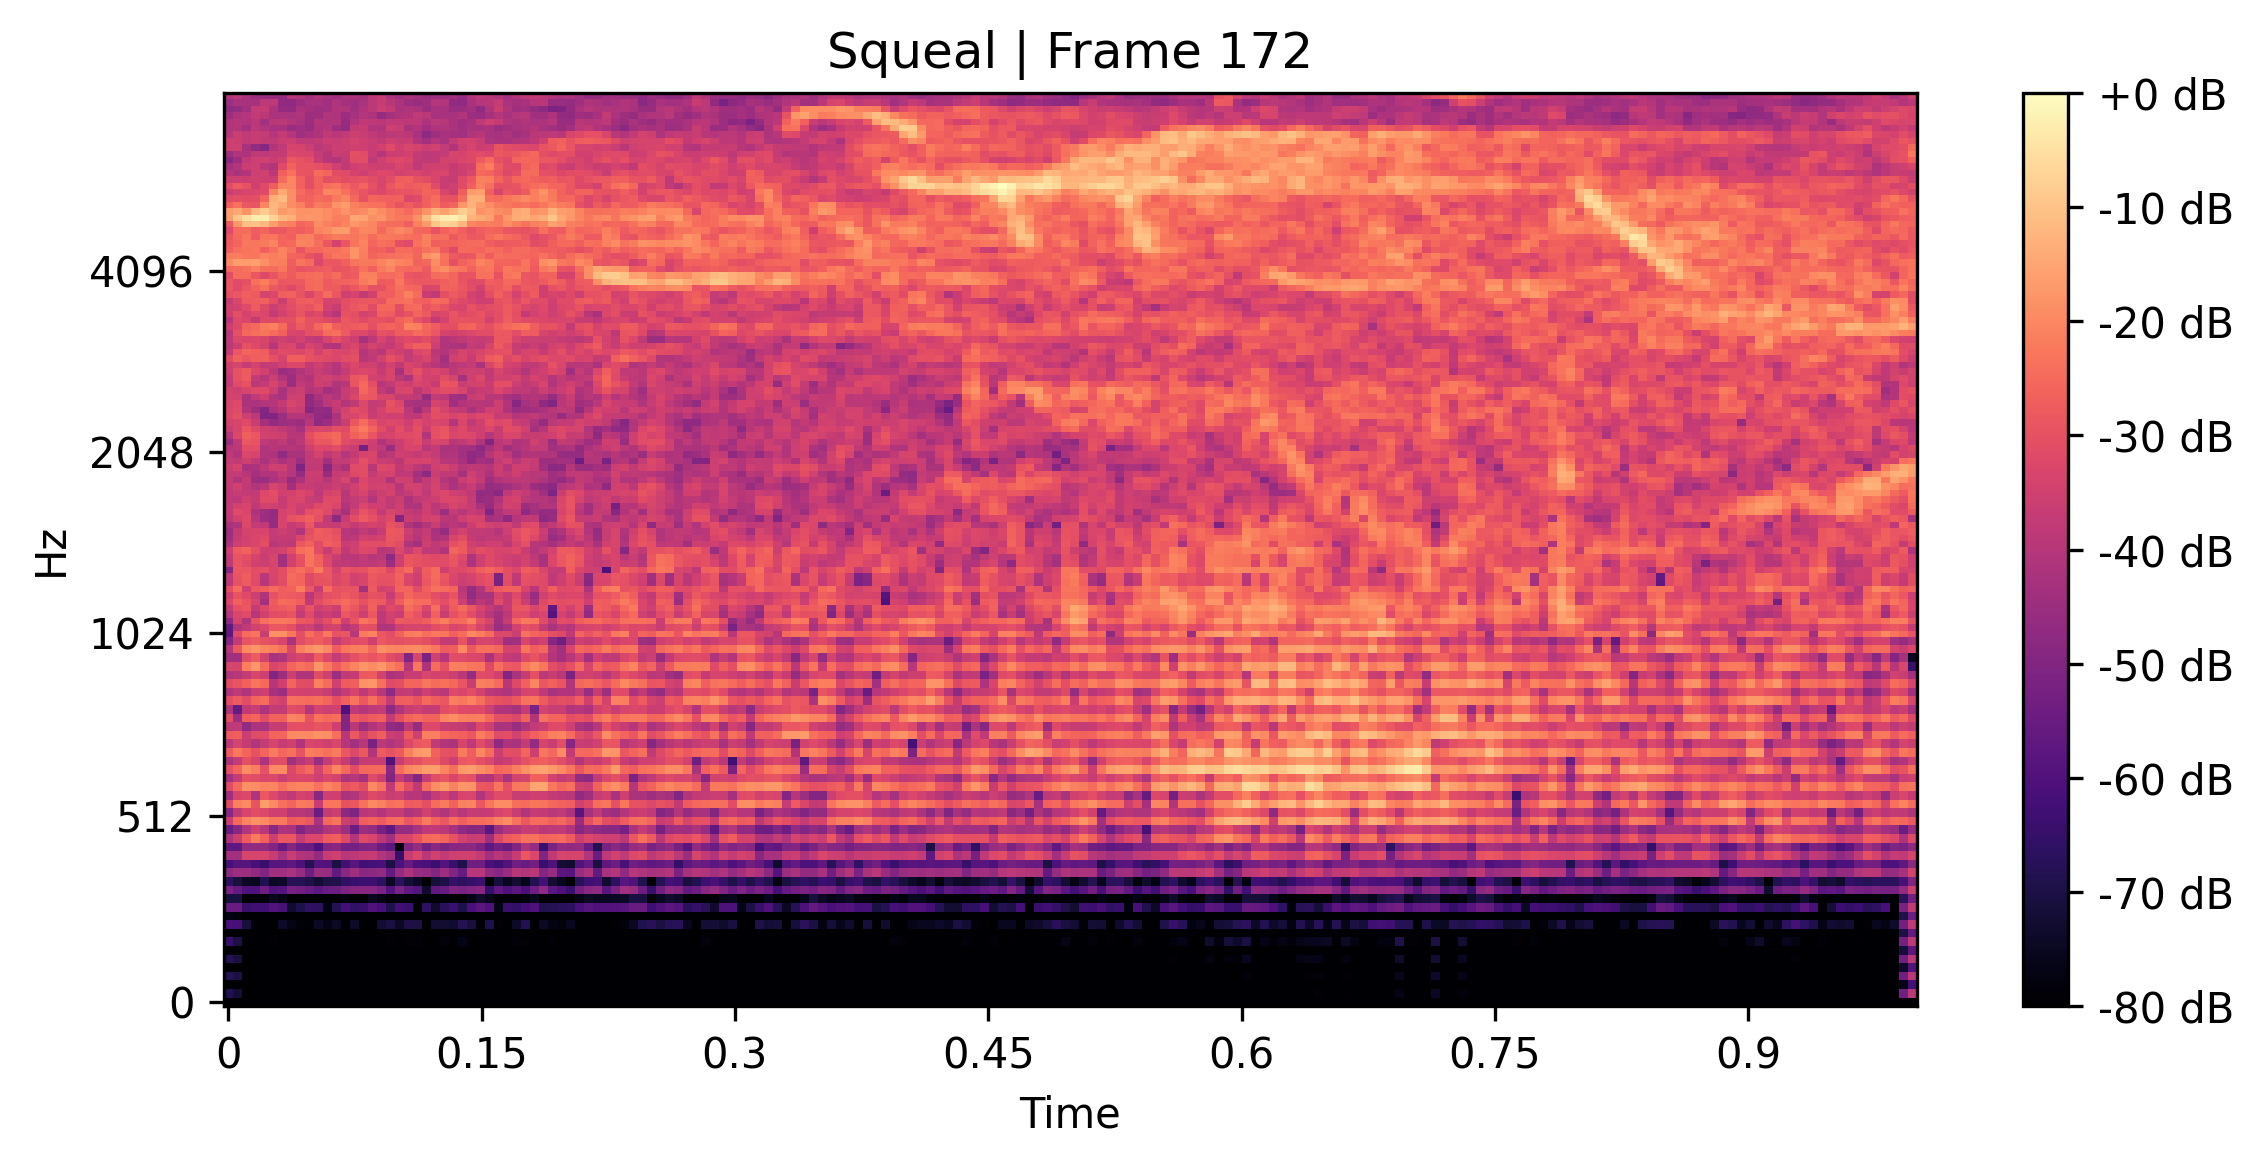 Squeal | Frame 172
+0 dB
-10 dB
-20 dB
-30 dB
-40 dB
-50 dB
-60 dB
-70 dB
-80 dB
4096
2048
1024
512
0
Hz
0 0.15 0.3 0.45 0.6 0.75 0.9
Time